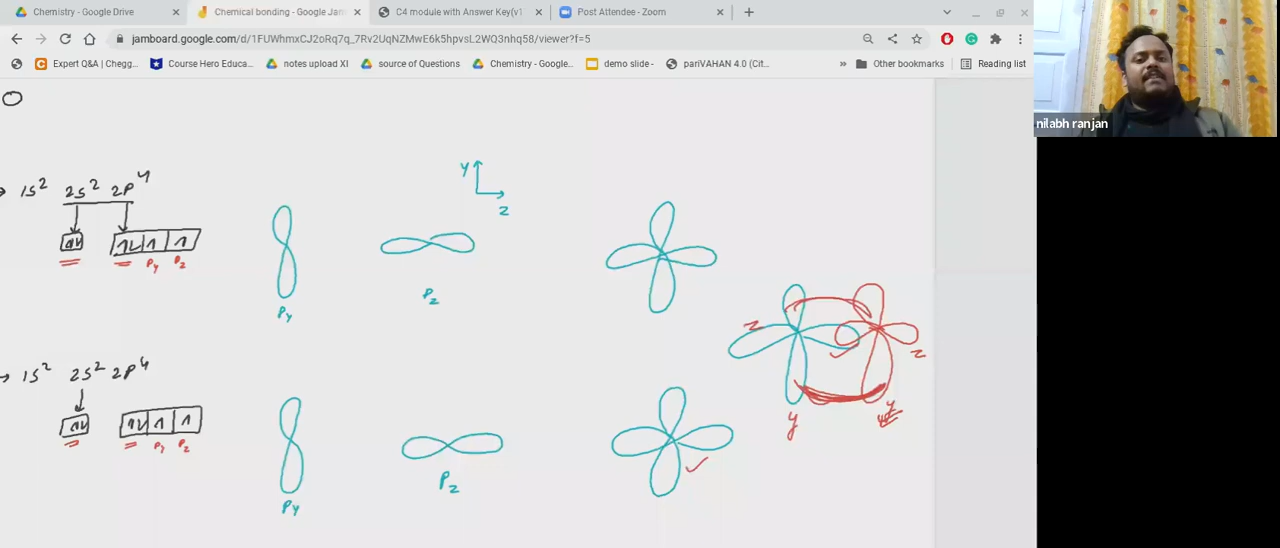 Chemistry - Google Drive
Chemical bonding - Google Jam
C4 module with Answer Key(v1
Post Attendee - Zoom
jamboard.google.com/d/1FUWhmxCJ2oRq7q_7Rv2UqNZMwE6k5hpvsL2WQ3nhq58/viewer?f=5
Expert Q&A | Chegg...
Course Hero Educa...
notes upload XI
source of Questions
Chemistry - Google...
demo slide -
pariVAHAN 4.0 (Cit...
»
Other bookmarks
Reading list
nilabh ranjan
O
→ 1s² 2s² 2p⁴
Py Pz
Py
Pz
y
z
z
z
y
y
→ 1s² 2s² 2p⁴
Py Pz
Py
Pz